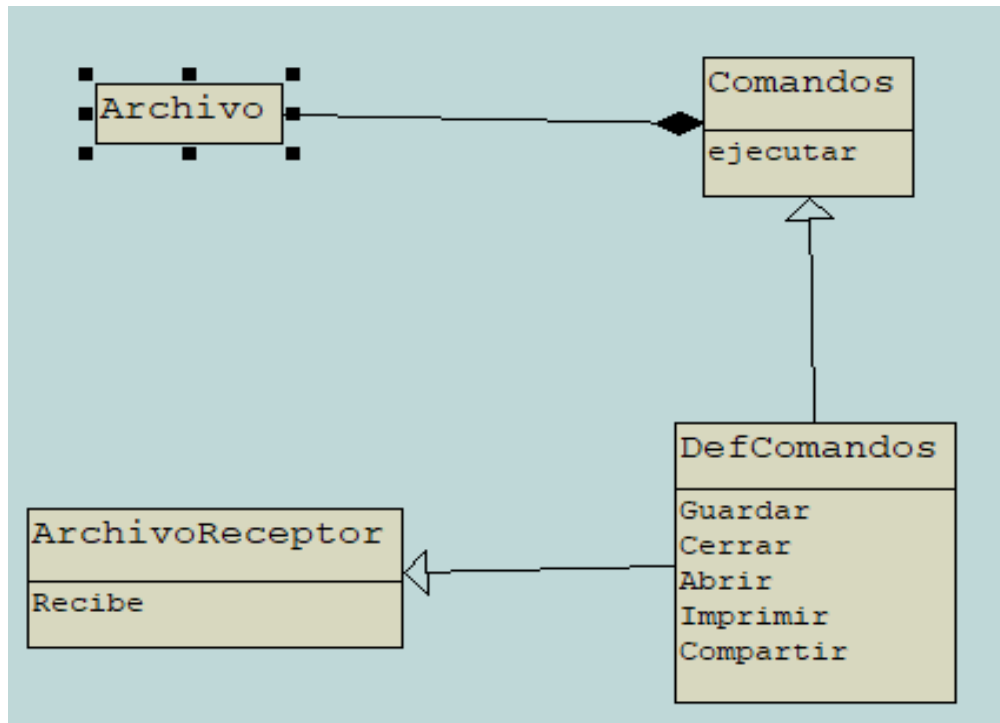 Archivo
Comandos
ejecutar
DefComandos
Guardar
Cerrar
Abrir
Imprimir
Compartir
ArchivoReceptor
Recibe